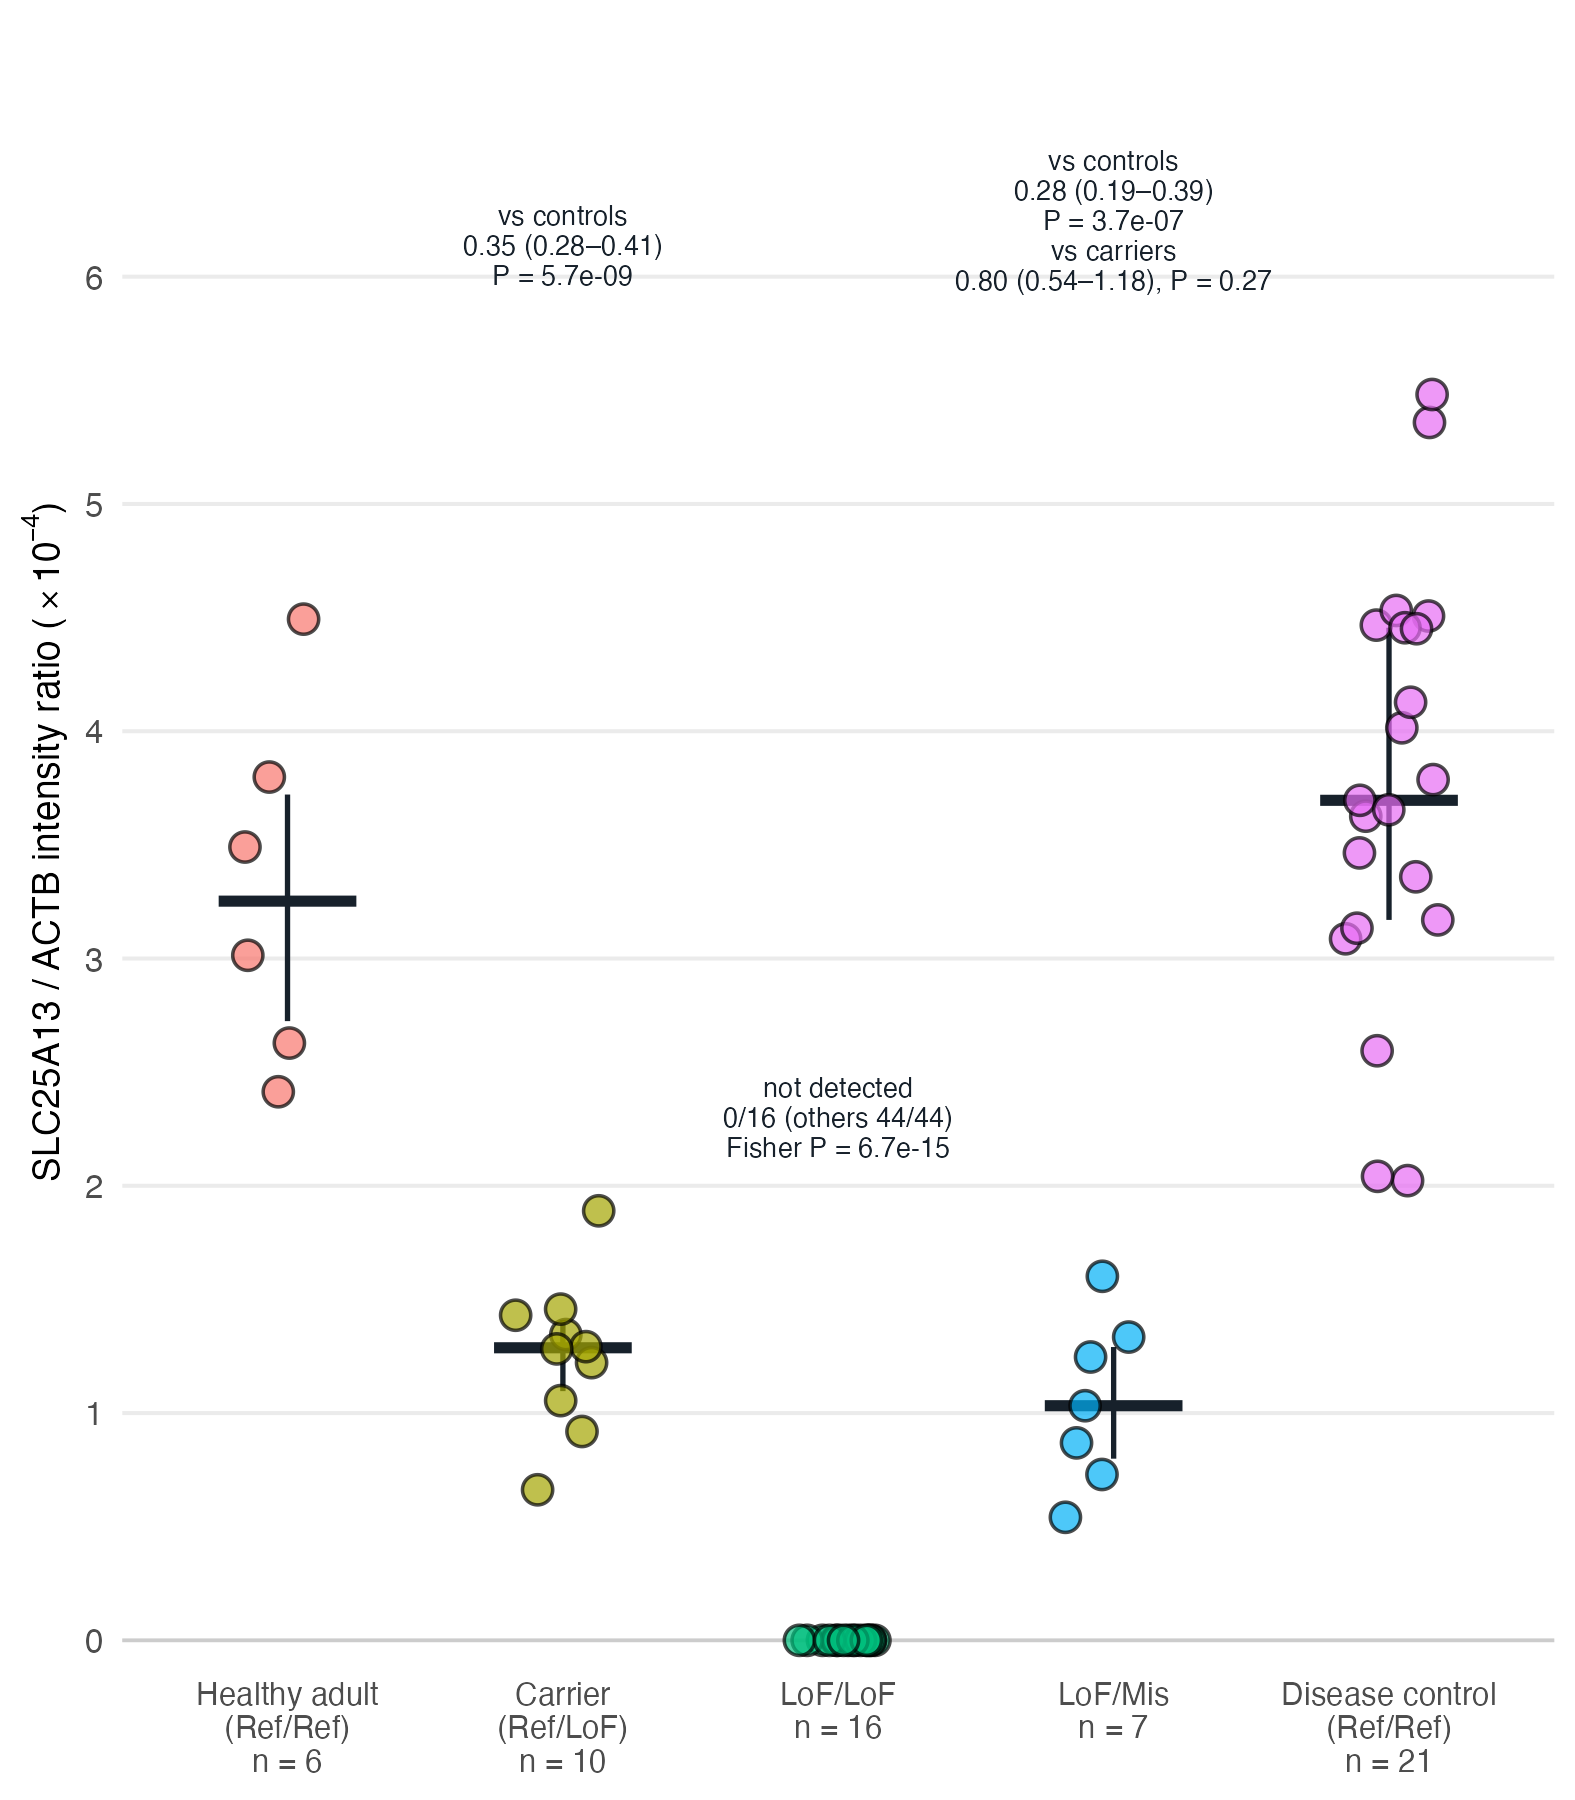 vs controls
0.28 (0.19–0.39)
P = 3.7e-07
vs carriers
0.80 (0.54–1.18), P = 0.27
vs controls
0.35 (0.28–0.41)
P = 5.7e-09
not detected
0/16 (others 44/44)
Fisher P = 6.7e-15
SLC25A13 / ACTB intensity ratio (×10⁻⁴)
6
5
4
3
2
1
0
Healthy adult
(Ref/Ref)
n = 6
Carrier
(Ref/LoF)
n = 10
LoF/LoF
n = 16
LoF/Mis
n = 7
Disease control
(Ref/Ref)
n = 21